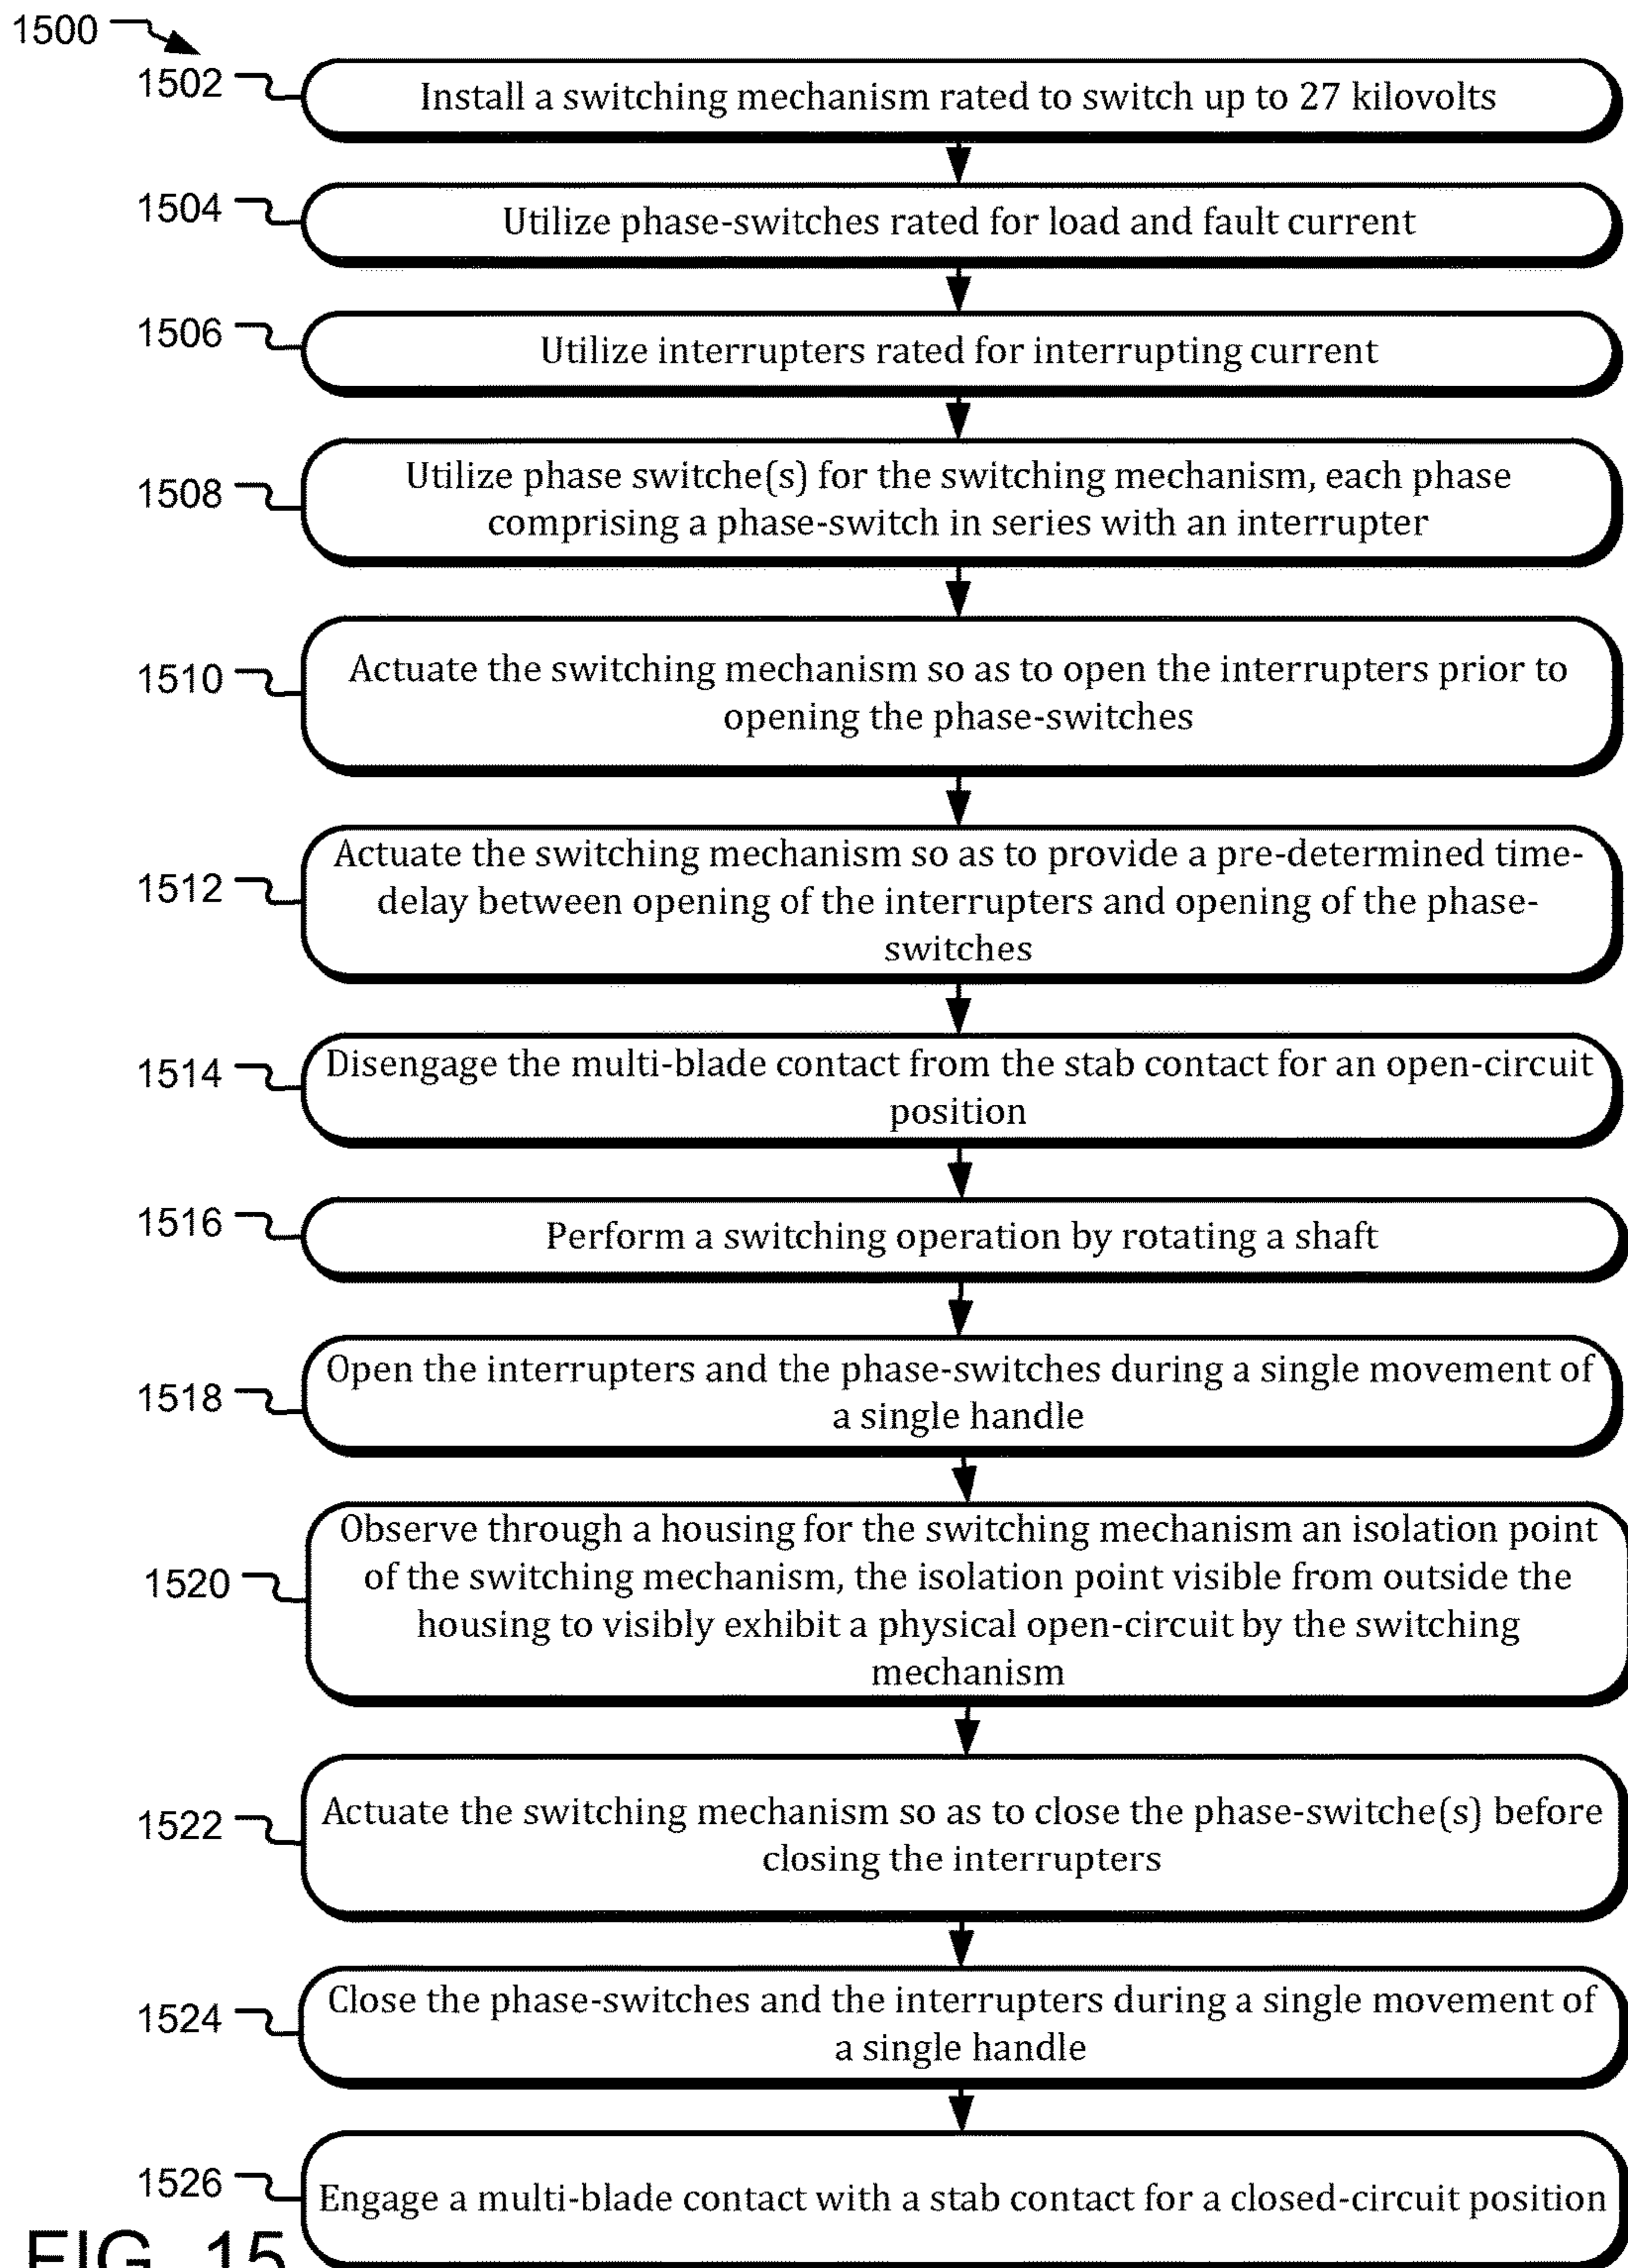 1500
1502
Install a switching mechanism rated to switch up to 27 kilovolts
1504
Utilize phase-switches rated for load and fault current
1506
Utilize interrupters rated for interrupting current
1508
Utilize phase switche(s) for the switching mechanism, each phase
comprising a phase-switch in series with an interrupter
1510
Actuate the switching mechanism so as to open the interrupters prior to
opening the phase-switches
1512
Actuate the switching mechanism so as to provide a pre-determined time-
delay between opening of the interrupters and opening of the phase-
switches
1514
Disengage the multi-blade contact from the stab contact for an open-circuit
position
1516
Perform a switching operation by rotating a shaft
1518
Open the interrupters and the phase-switches during a single movement of
a single handle
1520
Observe through a housing for the switching mechanism an isolation point
of the switching mechanism, the isolation point visible from outside the
housing to visibly exhibit a physical open-circuit by the switching
mechanism
1522
Actuate the switching mechanism so as to close the phase-switche(s) before
closing the interrupters
1524
Close the phase-switches and the interrupters during a single movement of
a single handle
1526
Engage a multi-blade contact with a stab contact for a closed-circuit position
FIG. 15